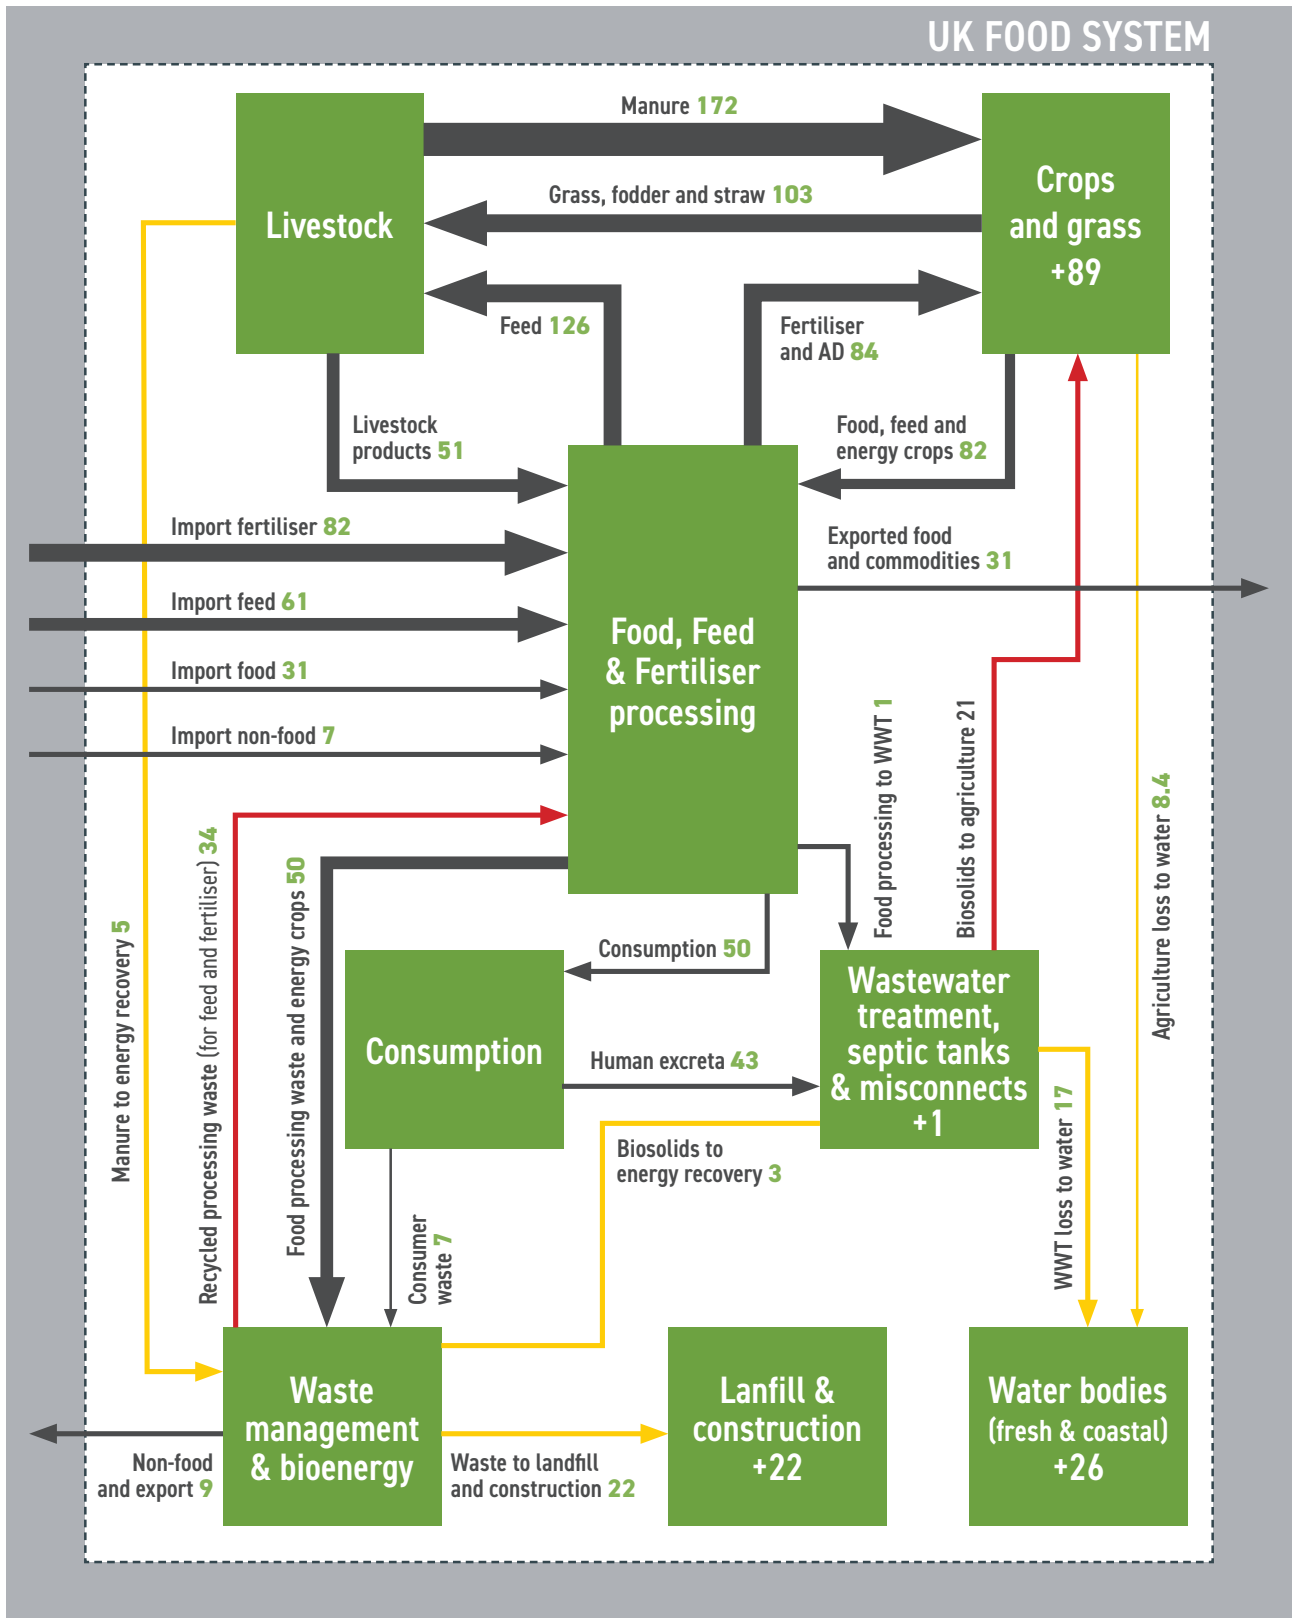 UK FOOD SYSTEM
Manure 172
Livestock
Crops
and grass
+89
Grass, fodder and straw 103
Feed 126
Fertiliser
and AD 84
Livestock
products 51
Food, feed and
energy crops 82
Import fertiliser 82
Exported food
and commodities 31
Import feed 61
Import food 31
Import non-food 7
Food, Feed
& Fertiliser
processing
Manure to energy recovery 5
Recycled processing waste (for feed and fertiliser) 34
Food processing waste and energy crops 50
Food processing to WWT 1
Biosolids to agriculture 21
Agriculture loss to water 8.4
Consumption 50
Consumption
Wastewater
treatment,
septic tanks
& misconnects
+1
Human excreta 43
Biosolids to
energy recovery 3
Consumer
waste 7
WWT loss to water 17
Waste
management
& bioenergy
Lanfill &
construction
+22
Water bodies
(fresh & coastal)
+26
Non-food
and export 9
Waste to landfill
and construction 22